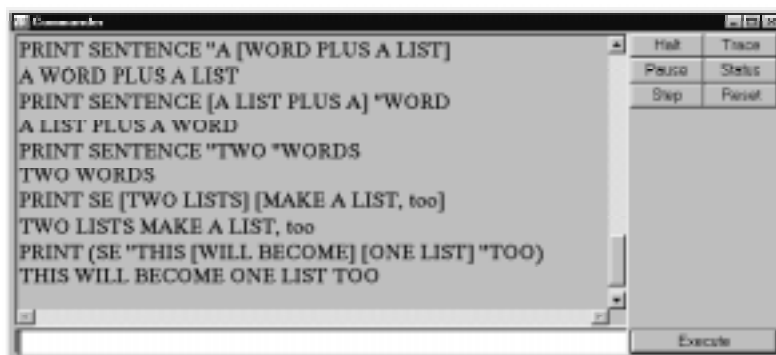 Commander
PRINT SENTENCE "A [WORD PLUS A LIST]
A WORD PLUS A LIST
PRINT SENTENCE [A LIST PLUS A] "WORD
A LIST PLUS A WORD
PRINT SENTENCE "TWO "WORDS
TWO WORDS
PRINT SE [TWO LISTS] [MAKE A LIST, too]
TWO LISTS MAKE A LIST, too
PRINT (SE "THIS [WILL BECOME] [ONE LIST] "TOO)
THIS WILL BECOME ONE LIST TOO
Halt Trace
Pause Status
Step Reset
Execute